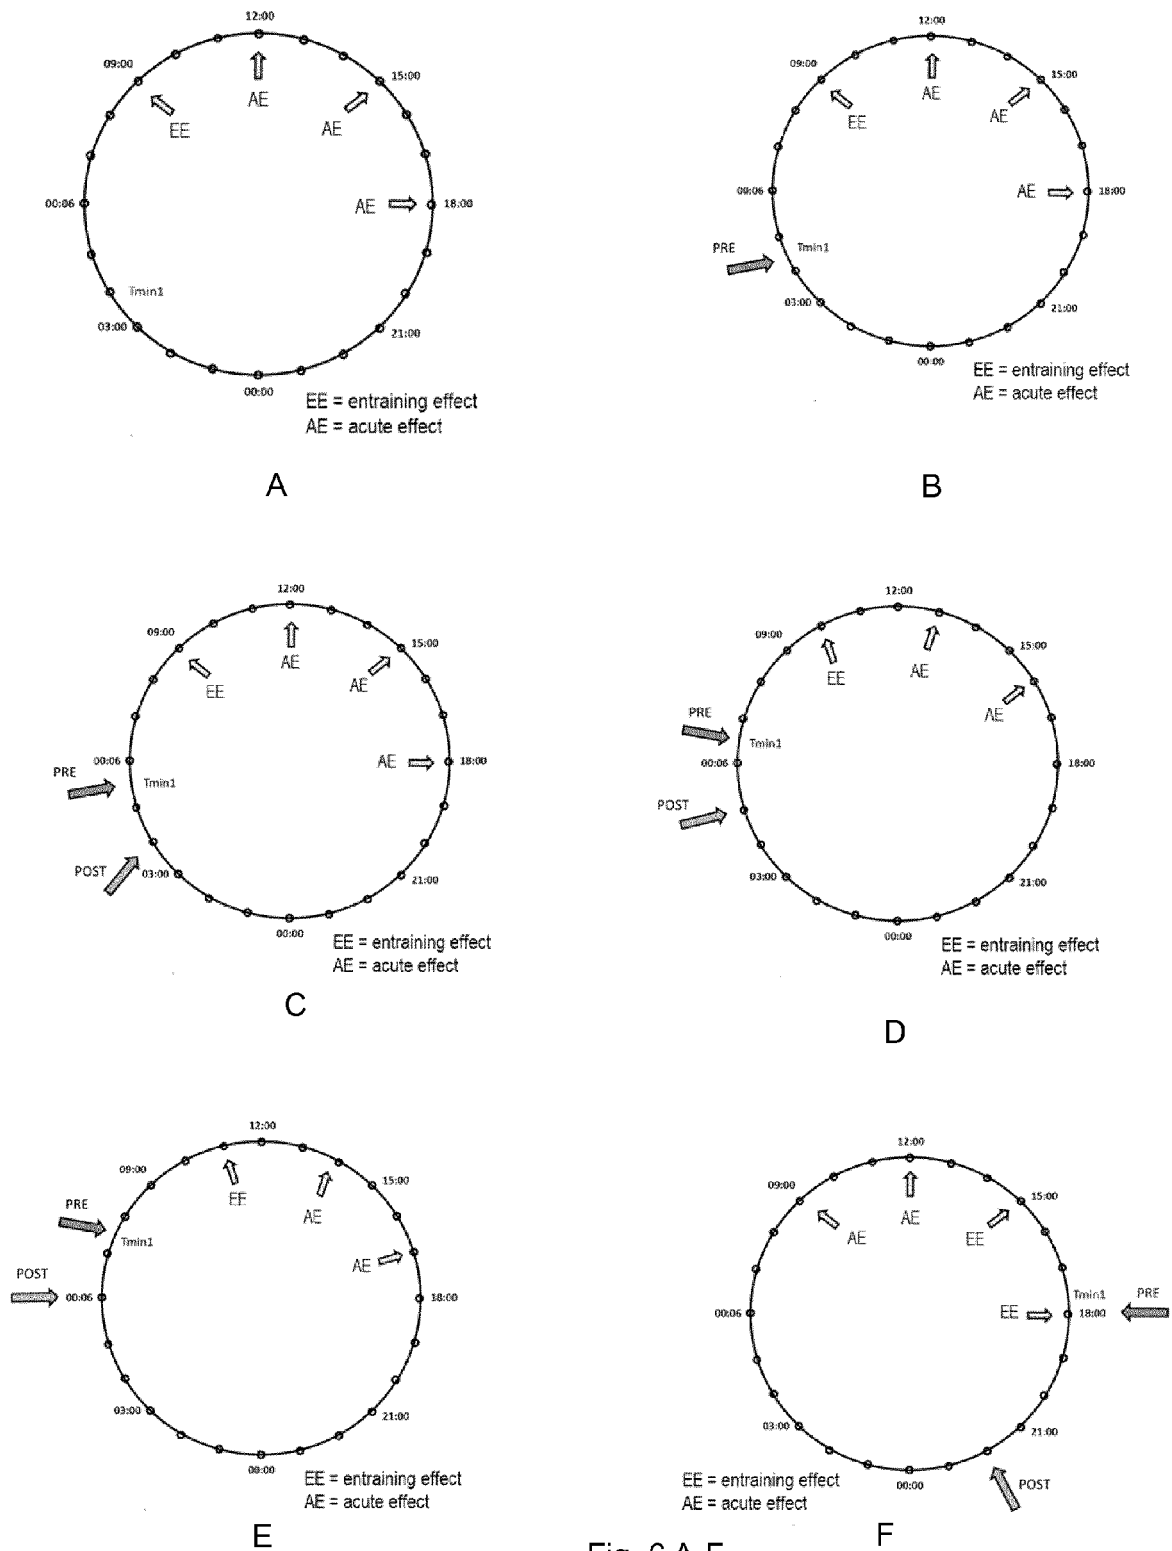 12:00
09:00
15:00
AE
AE
EE
00:06
AE
18:00
Tmin1
03:00
21:00
00:00
EE = entraining effect
AE = acute effect
A
12:00
09:00
15:00
AE
AE
EE
00:06
AE
18:00
PRE
Tmin1
03:00
21:00
00:00
EE = entraining effect
AE = acute effect
B
12:00
09:00
15:00
AE
AE
EE
00:06
AE
18:00
PRE
Tmin1
POST
03:00
21:00
00:00
EE = entraining effect
AE = acute effect
C
12:00
09:00
15:00
AE
EE
AE
PRE
Tmin1
00:06
18:00
POST
03:00
21:00
00:00
EE = entraining effect
AE = acute effect
D
12:00
09:00
15:00
EE
AE
PRE
Tmin1
AE
POST
00:06
18:00
03:00
21:00
00:00
EE = entraining effect
AE = acute effect
E
12:00
09:00
15:00
AE
AE
EE
Tmin1
PRE
00:06
EE
18:00
03:00
21:00
POST
00:00
EE = entraining effect
AE = acute effect
F